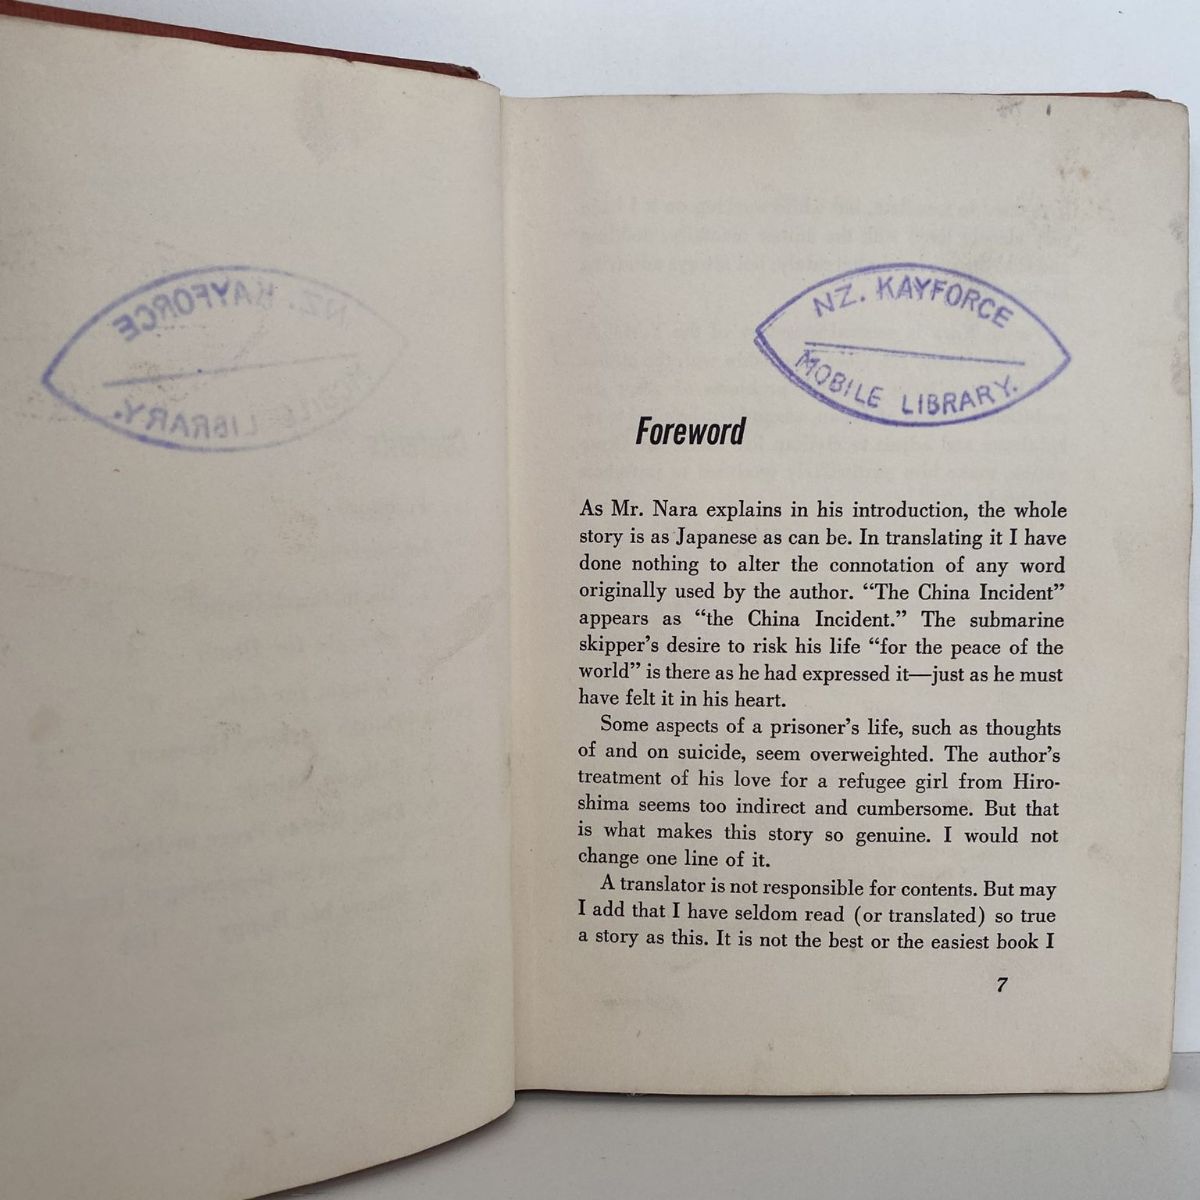 NZ. KAYFORCE
MOBILE LIBRARY.
Foreword
As Mr. Nara explains in his introduction, the whole
story is as Japanese as can be. In translating it I have
done nothing to alter the connotation of any word
originally used by the author. “The China Incident”
appears as “the China Incident.” The submarine
skipper’s desire to risk his life “for the peace of the
world” is there as he had expressed it—just as he must
have felt it in his heart.
Some aspects of a prisoner’s life, such as thoughts
of and on suicide, seem overweighted. The author’s
treatment of his love for a refugee girl from Hiro-
shima seems too indirect and cumbersome. But that
is what makes this story so genuine. I would not
change one line of it.
A translator is not responsible for contents. But may
I add that I have seldom read (or translated) so true
a story as this. It is not the best or the easiest book I
7